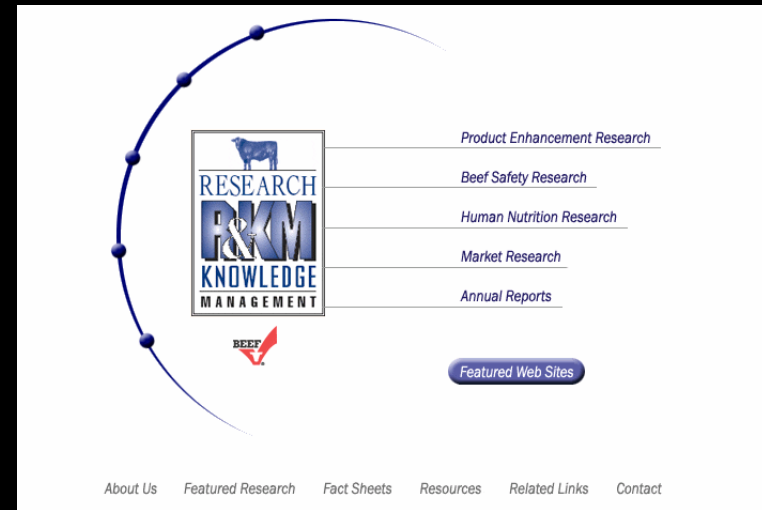 Product Enhancement Research
RESEARCH
Beef Safety Research
R&KM
Human Nutrition Research
KNOWLEDGE
Market Research
MANAGEMENT
Annual Reports
BEEF
Featured Web Sites
About Us Featured Research Fact Sheets Resources Related Links Contact